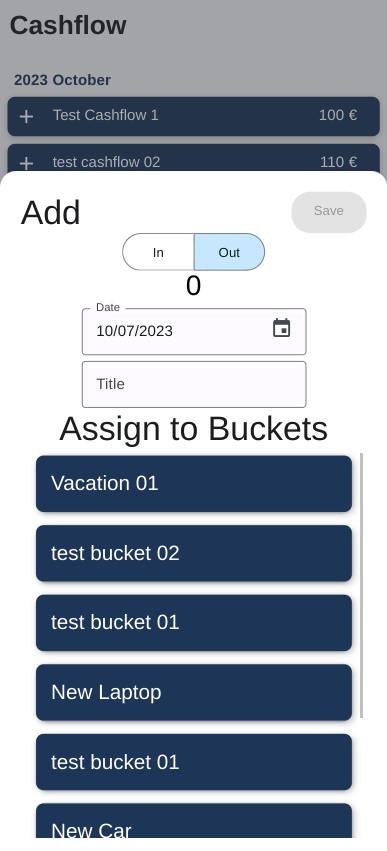 Cashflow
2023 October
Test Cashflow 1 100 €
test cashflow 02 110 €
Add Save
In Out
0
Date
10/07/2023
Title
Assign to Buckets
Vacation 01
test bucket 02
test bucket 01
New Laptop
test bucket 01
New Car